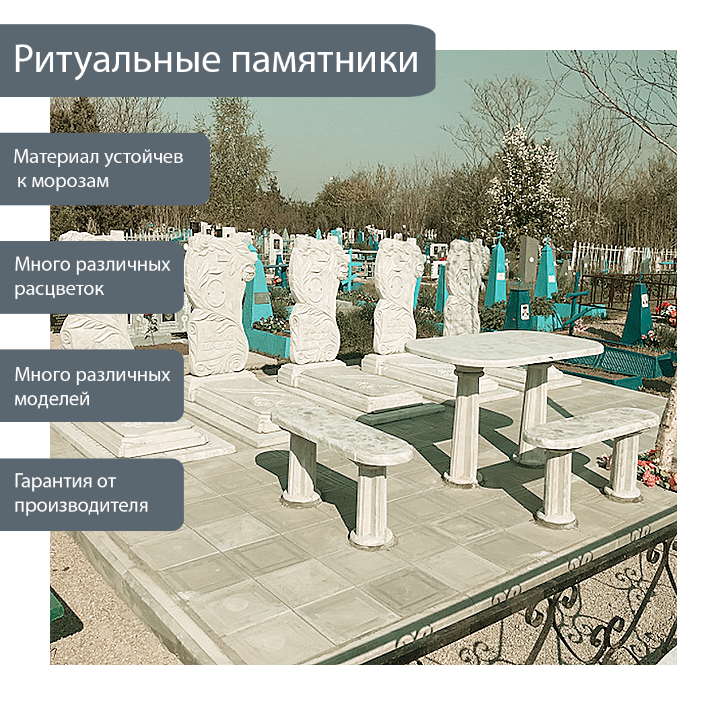 Ритуальные памятники
Материал устойчев
к морозам
Много различных
расцветок
Много различных
моделей
Гарантия от
производителя